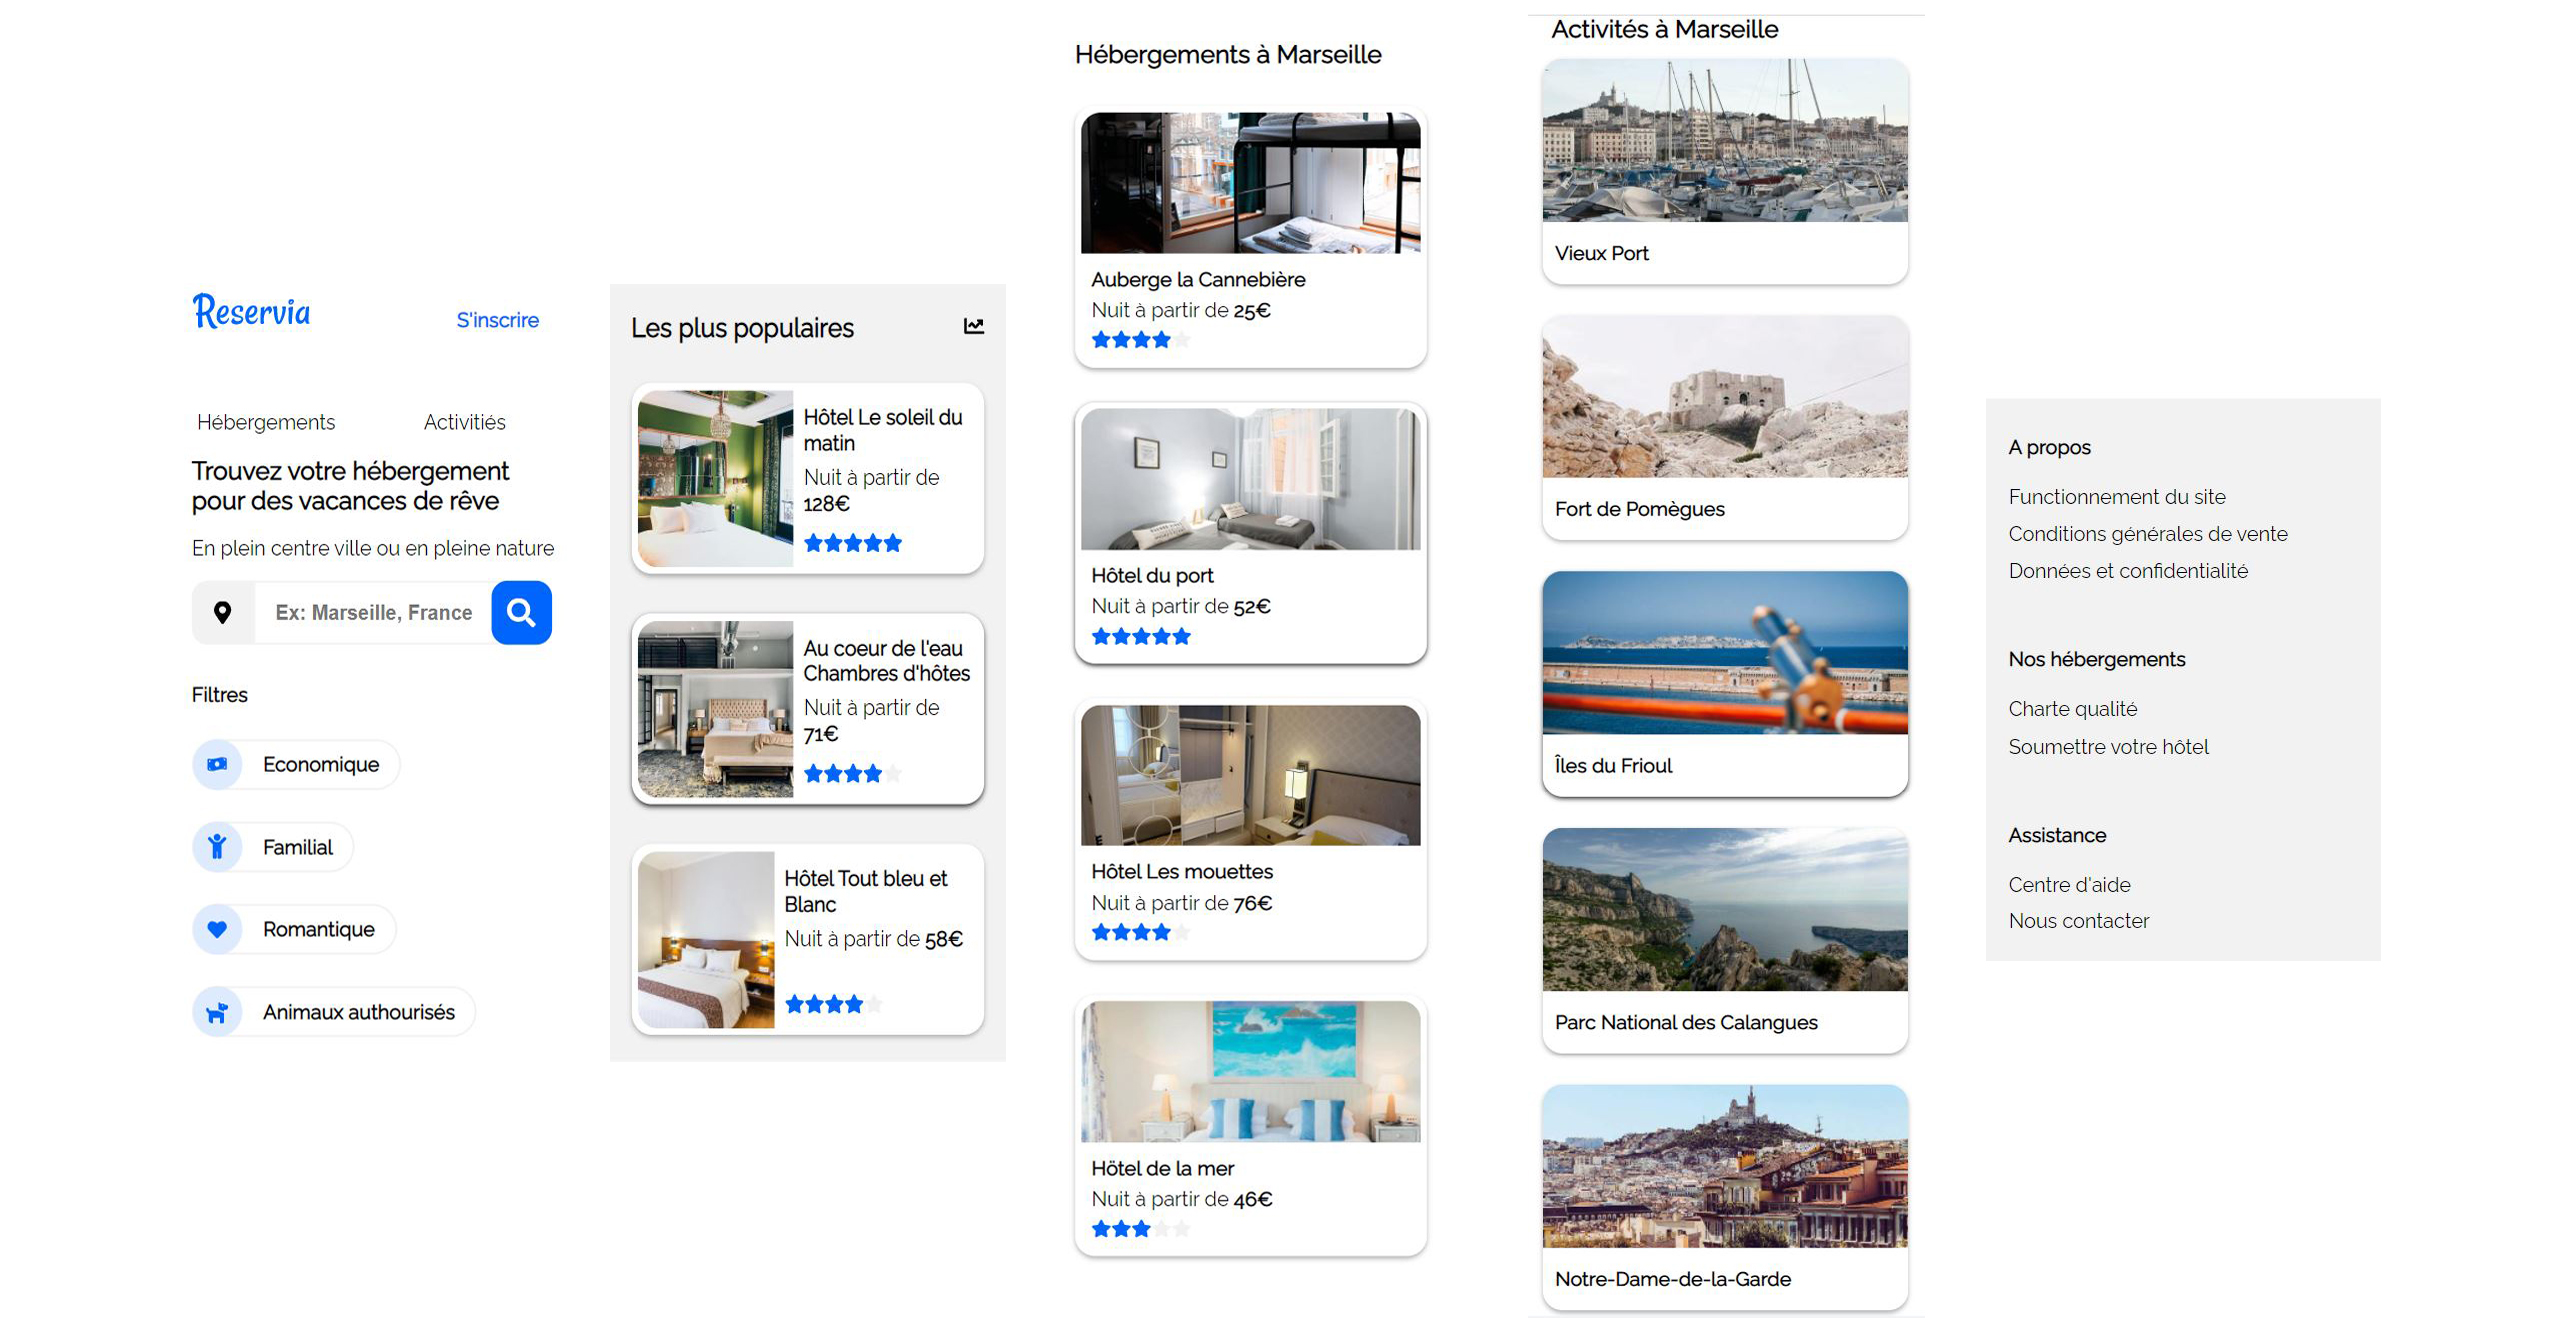 Reservia
S'inscrire
Hébergements
Activitiés
Trouvez votre hébergement
pour des vacances de rêve
En plein centre ville ou en pleine nature
Ex: Marseille, France
Filtres
Economique
Familial
Romantique
Animaux authourisés
Les plus populaires
Hôtel Le soleil du
matin
Nuit à partir de
128€
Au coeur de l'eau
Chambres d'hôtes
Nuit à partir de
71€
Hôtel Tout bleu et
Blanc
Nuit à partir de 58€
Hébergements à Marseille
Auberge la Cannebière
Nuit à partir de 25€
Hôtel du port
Nuit à partir de 52€
Hôtel Les mouettes
Nuit à partir de 76€
Hötel de la mer
Nuit à partir de 46€
Activités à Marseille
Vieux Port
Fort de Pomègues
Îles du Frioul
Parc National des Calangues
Notre-Dame-de-la-Garde
A propos
Functionnement du site
Conditions générales de vente
Données et confidentialité
Nos hébergements
Charte qualité
Soumettre votre hôtel
Assistance
Centre d'aide
Nous contacter